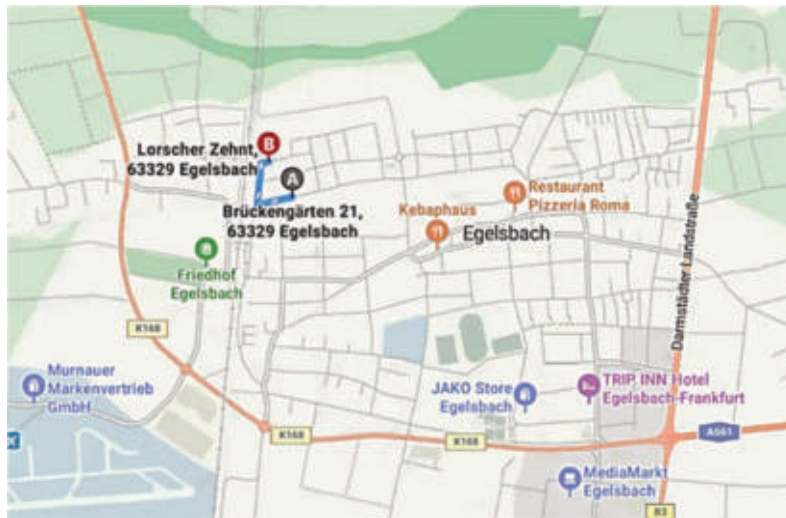 B
Lorscher Zehnt,
63329 Egelsbach
A
Brückengärten 21,
63329 Egelsbach
Restaurant
Pizzeria Roma
Kebaphaus
Egelsbach
Friedhof
Egelsbach
Darmstädter Landstraße
K168
Murnauer
Markenvertrieb
GmbH
JAKO Store
Egelsbach
TRIP INN Hotel
Egelsbach-Frankfurt
K168
K168
A661
MediaMarkt
Egelsbach
B3